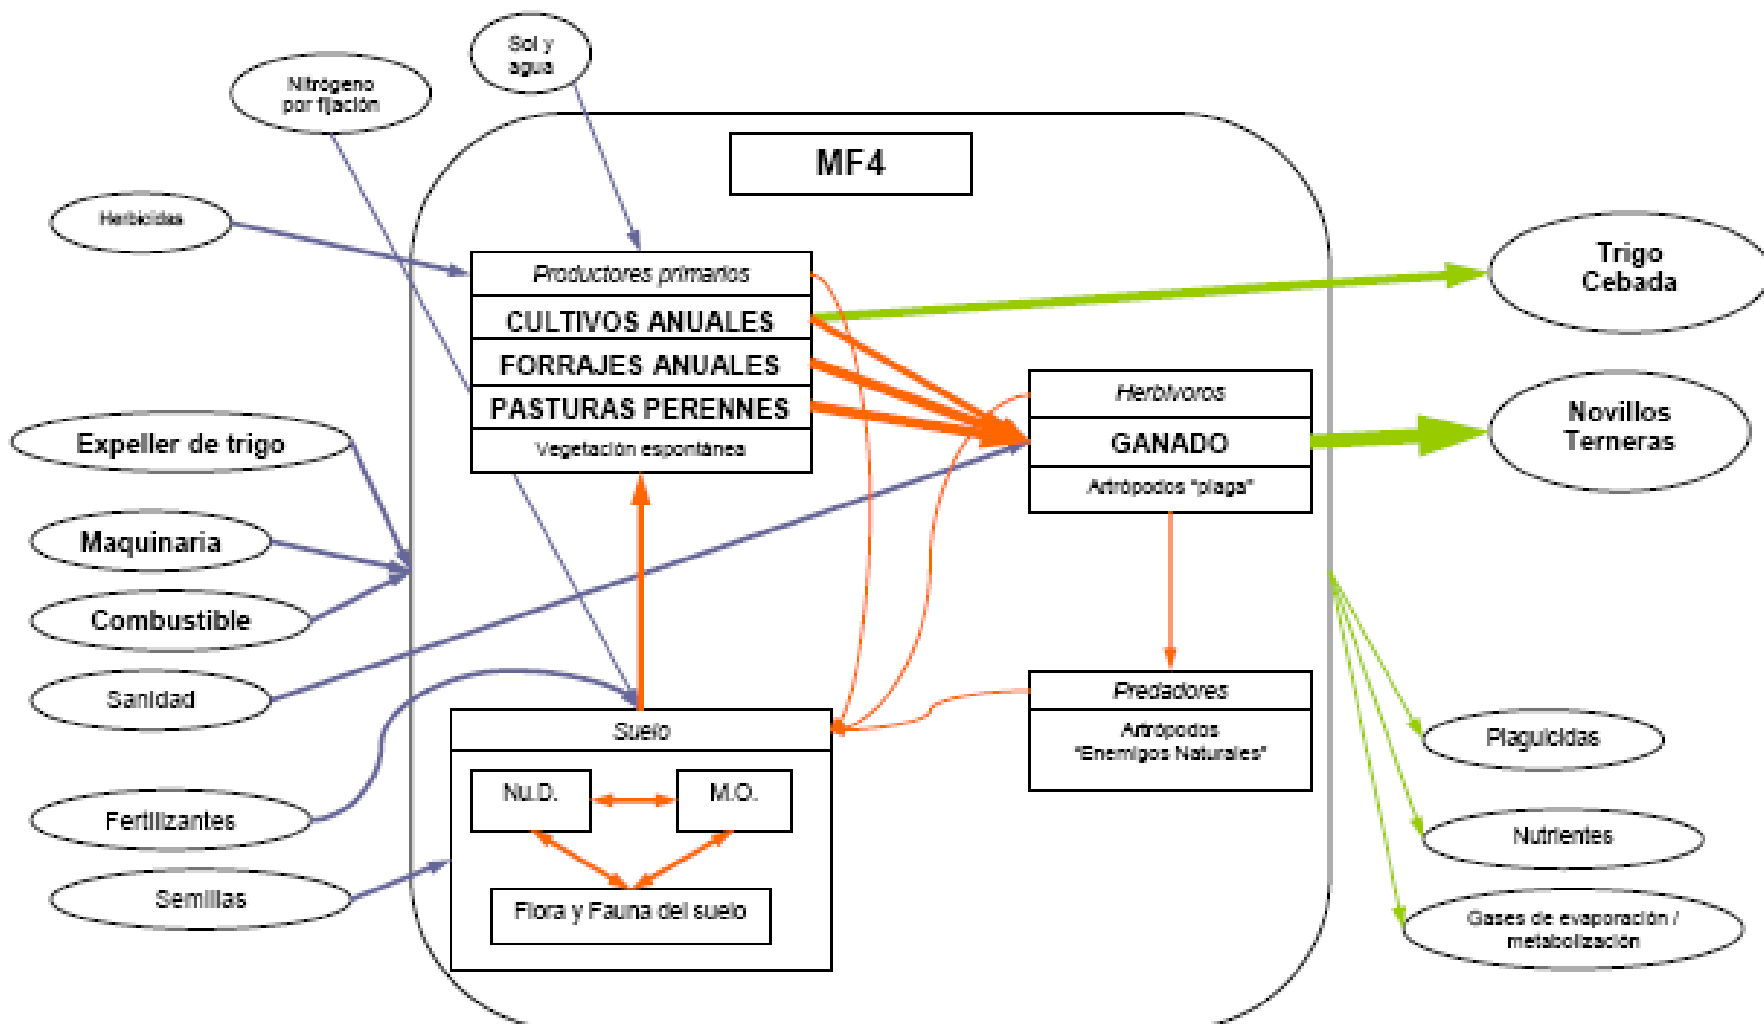 Sol y
agua
Nitrógeno
por fijación
MF4
Herbicidas
Trigo
Cebada
Productores primarios
CULTIVOS ANUALES
FORRAJES ANUALES
PASTURAS PERENNES
Vegetación espontánea
Herbívoros
GANADO
Artrópodos "plaga"
Novillos
Terneras
Expeller de trigo
Maquinaria
Combustible
Sanidad
Fertilizantes
Semillas
Predadores
Artrópodos
"Enemigos Naturales"
Suelo
Nu.D.
M.O.
Flora y Fauna del suelo
Plaguicidas
Nutrientes
Gases de evaporación /
metabolización